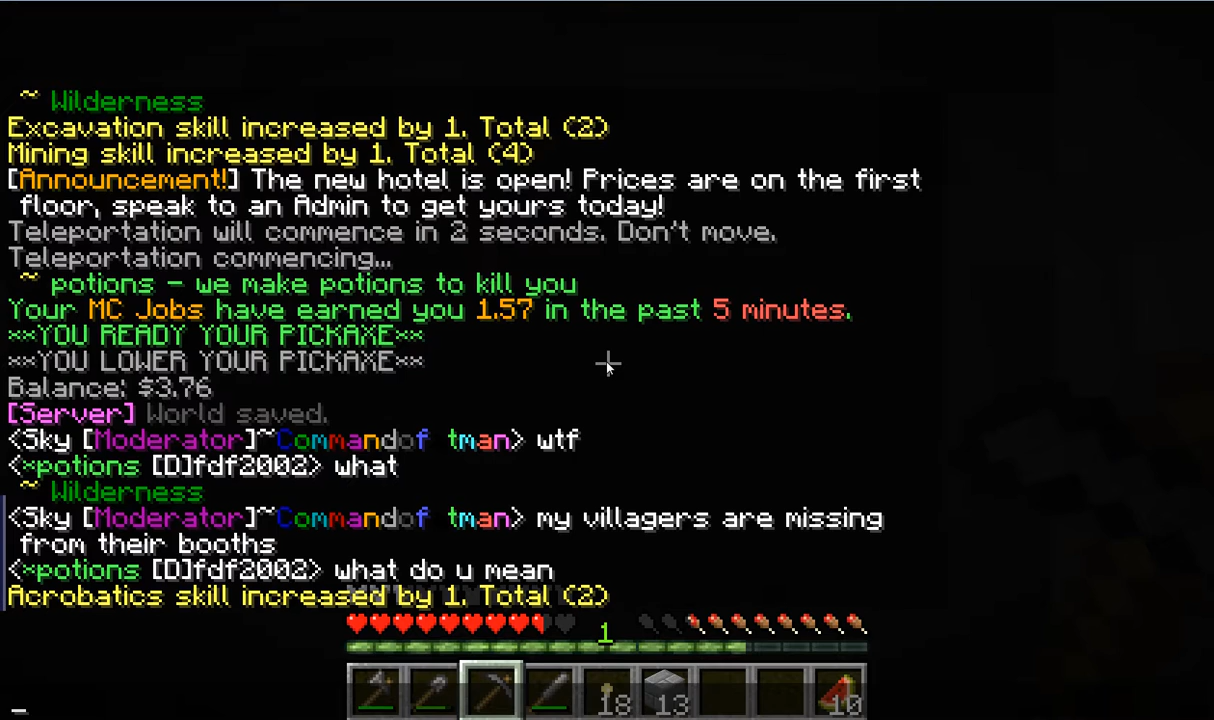 ~ Wilderness
Excavation skill increased by 1. Total (2)
Mining skill increased by 1. Total (4)
[Announcement!] The new hotel is open! Prices are on the first
floor, speak to an Admin to get yours today!
Teleportation will commence in 2 seconds. Don't move.
Teleportation commencing...
~ potions - we make potions to kill you
Your MC Jobs have earned you 1.57 in the past 5 minutes.
**YOU READY YOUR PICKAXE**
**YOU LOWER YOUR PICKAXE**
Balance: $3.76
[Server] World saved.
<Sky [Moderator]~Commandof tman> wtf
<*potions [D]fdf2002> what
~ Wilderness
<Sky [Moderator]~Commandof tman> my villagers are missing
from their booths
<*potions [D]fdf2002> what do u mean
Acrobatics skill increased by 1. Total (2)
1
18 13 10
_